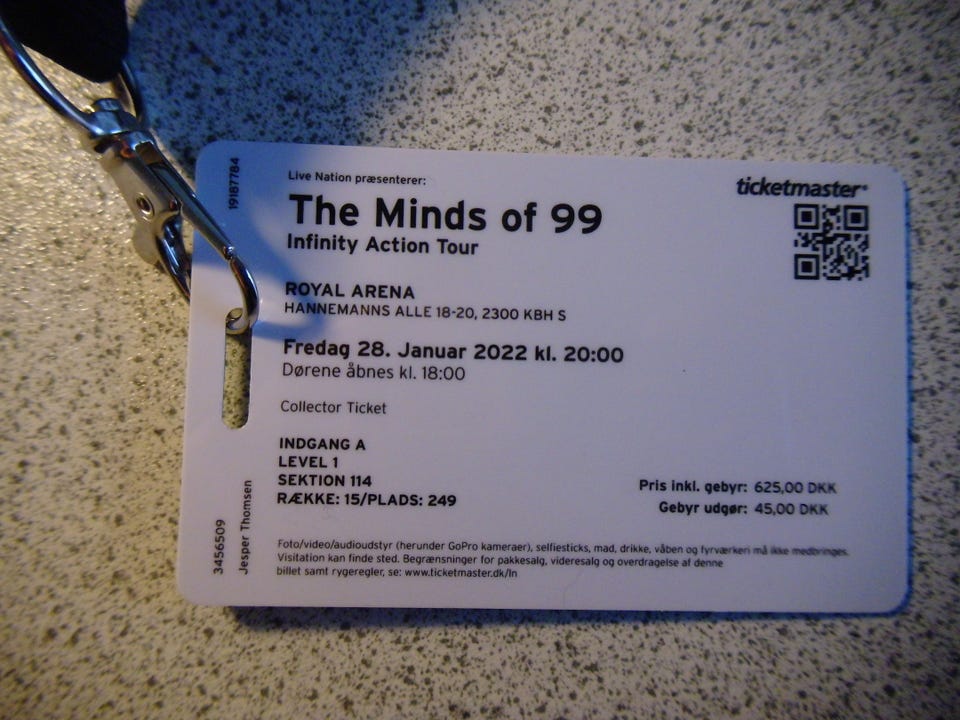 Live Nation præsenterer:
The Minds of 99
Infinity Action Tour
ticketmaster®
ROYAL ARENA
HANNEMANNS ALLE 18-20, 2300 KBH S
Fredag 28. Januar 2022 kl. 20:00
Dørene åbnes kl. 18:00
Collector Ticket
INDGANG A
LEVEL 1
SEKTION 114
RÆKKE: 15/PLADS: 249
Pris inkl. gebyr: 625,00 DKK
Gebyr udgør: 45,00 DKK
Foto/video/audioudstyr (herunder GoPro kameraer), selfiesticks, mad, drikke, våben og fyrværkeri må ikke medbringes.
Visitation kan finde sted. Begrænsninger for pakkesalg, videresalg og overdragelse af denne
billet samt rygeregler, se: www.ticketmaster.dk/ln
19187784
3456509
Jesper Thomsen